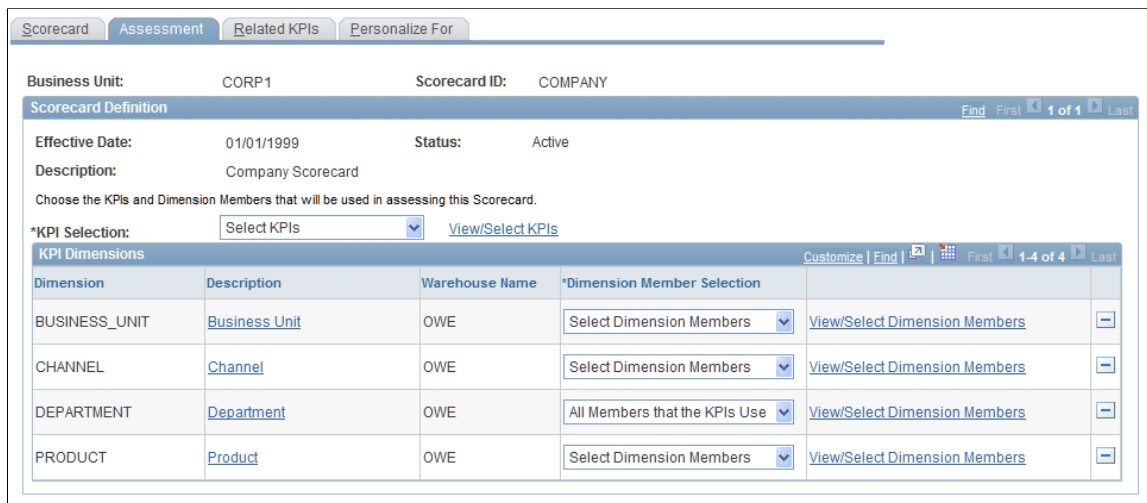 Scorecard Assessment Related KPIs Personalize For
Business Unit: CORP1 Scorecard ID: COMPANY
Scorecard Definition Find First 1 of 1 Last
Effective Date: 01/01/1999 Status: Active
Description: Company Scorecard
Choose the KPIs and Dimension Members that will be used in assessing this Scorecard.
*KPI Selection: Select KPIs View/Select KPIs
KPI Dimensions Customize | Find | | First 1-4 of 4 Last
Dimension Description Warehouse Name *Dimension Member Selection
BUSINESS_UNIT Business Unit OWE Select Dimension Members View/Select Dimension Members
CHANNEL Channel OWE Select Dimension Members View/Select Dimension Members
DEPARTMENT Department OWE All Members that the KPIs Use View/Select Dimension Members
PRODUCT Product OWE Select Dimension Members View/Select Dimension Members